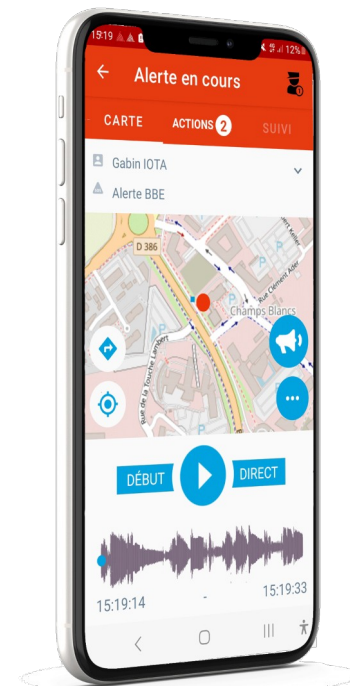 15:19
12%
Alerte en cours
CARTE
ACTIONS 2
SUIVI
Gabin IOTA
Alerte BBE
D 386
Rue Clément Ader
Champs Blancs
Rue de la Touche Lambert
P
P
P
P
DÉBUT
DIRECT
15:19:14
-
15:19:33